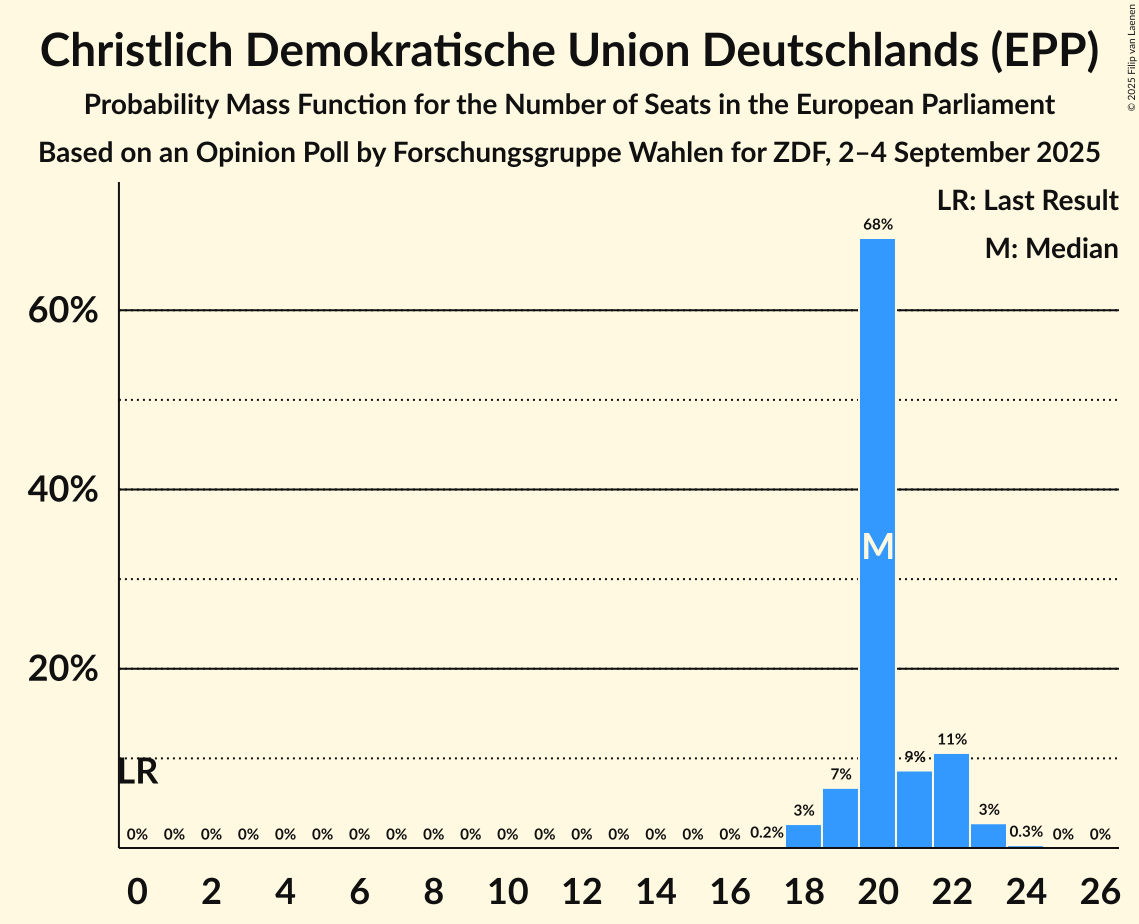 Christlich Demokratische Union Deutschlands (EPP)
Probability Mass Function for the Number of Seats in the European Parliament
Based on an Opinion Poll by Forschungsgruppe Wahlen for ZDF, 2–4 September 2025
© 2025 Filip van Laenen
LR: Last Result
M: Median
68%
60%
40%
M
20%
11%
9%
LR
7%
3% 3%
0% 0% 0% 0% 0% 0% 0% 0% 0% 0% 0% 0% 0% 0% 0% 0% 0% 0.2% 0.3% 0% 0%
0 2 4 6 8 10 12 14 16 18 20 22 24 26